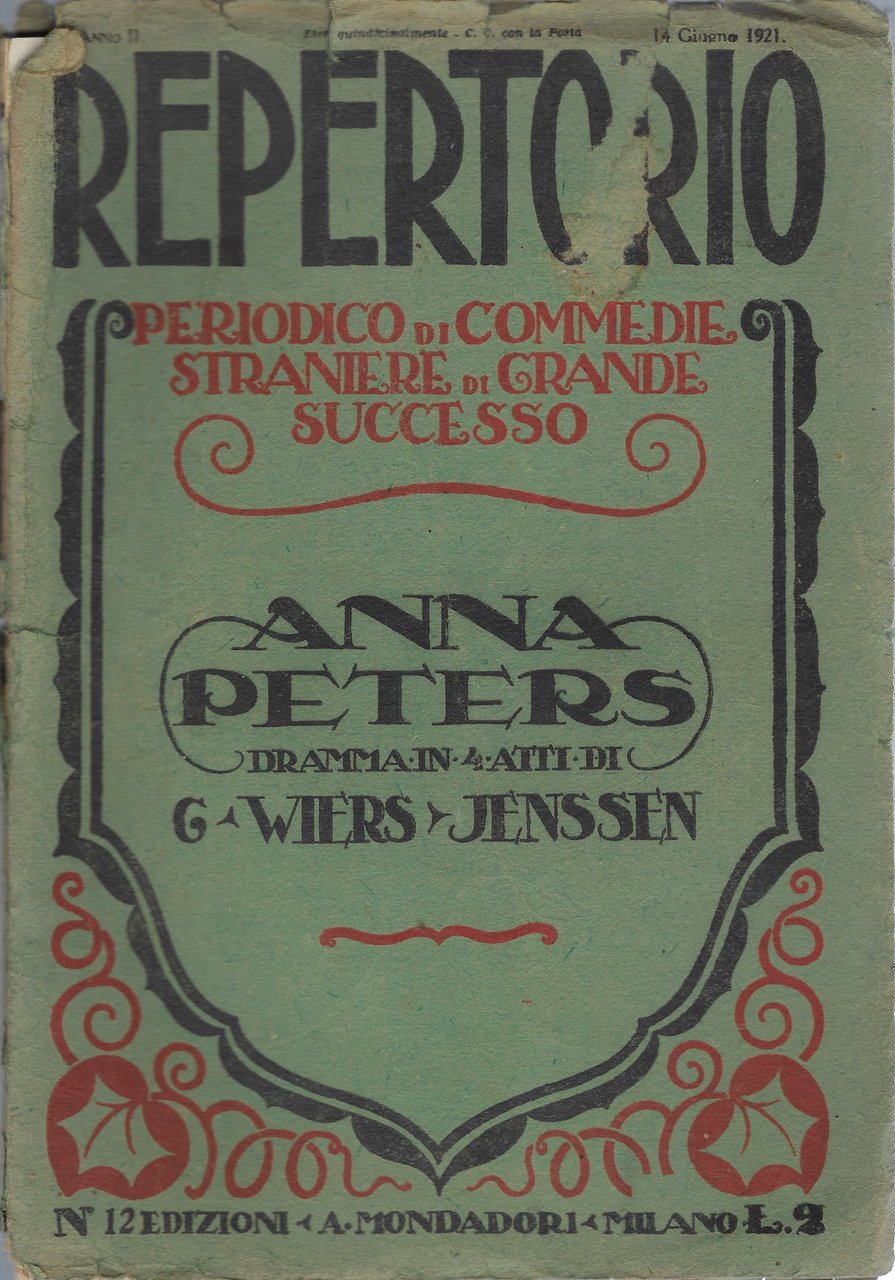 Anno II Esce quindicinalmente - C. C. con la Posta 14 Giugno 1921.
REPERTORIO
PERIODICO DI COMMEDIE
STRANIERE DI GRANDE
SUCCESSO
ANNA
PETERS
DRAMMA·IN·4·ATTI·DI
G WIERS JENSSEN
N 12 EDIZIONI A. MONDADORI MILANO L. 2